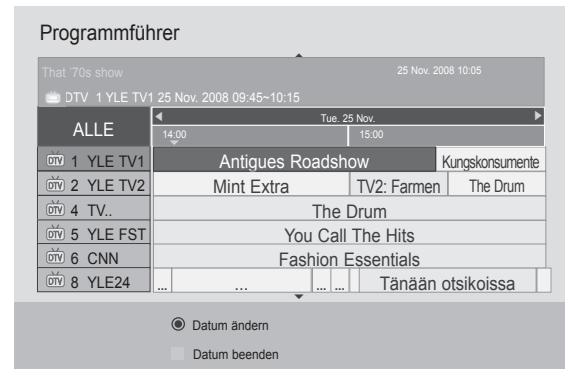 Programmführer
That '70s show 25 Nov. 2008 10:05
DTV 1 YLE TV1 25 Nov. 2008 09:45~10:15
ALLE Tue. 25 Nov.
14:00 15:00
DTV 1 YLE TV1 Antigues Roadshow Kungskonsumente
DTV 2 YLE TV2 Mint Extra TV2: Farmen The Drum
DTV 4 TV.. The Drum
DTV 5 YLE FST You Call The Hits
DTV 6 CNN Fashion Essentials
DTV 8 YLE24 ... ... ... ... Tänään otsikoissa
Datum ändern
Datum beenden